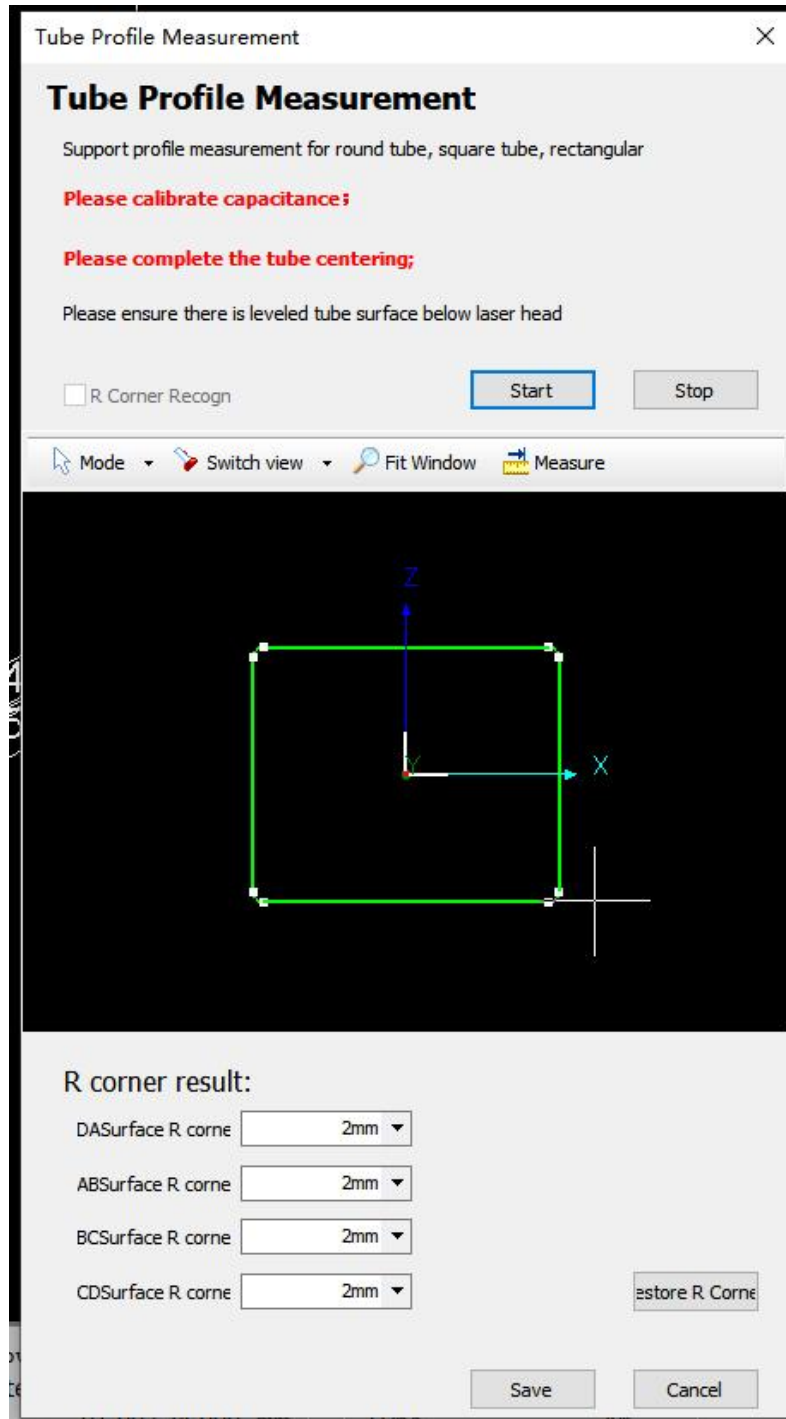 Tube Profile Measurement
Tube Profile Measurement
Support profile measurement for round tube, square tube, rectangular
Please calibrate capacitance;
Please complete the tube centering;
Please ensure there is leveled tube surface below laser head
R Corner Recogn
Start
Stop
Mode
Switch view
Fit Window
Measure
Z
Y
X
R corner result:
DASurface R corne
2mm
ABSurface R corne
2mm
BCSurface R corne
2mm
CDSurface R corne
2mm
estore R Corne
Save
Cancel